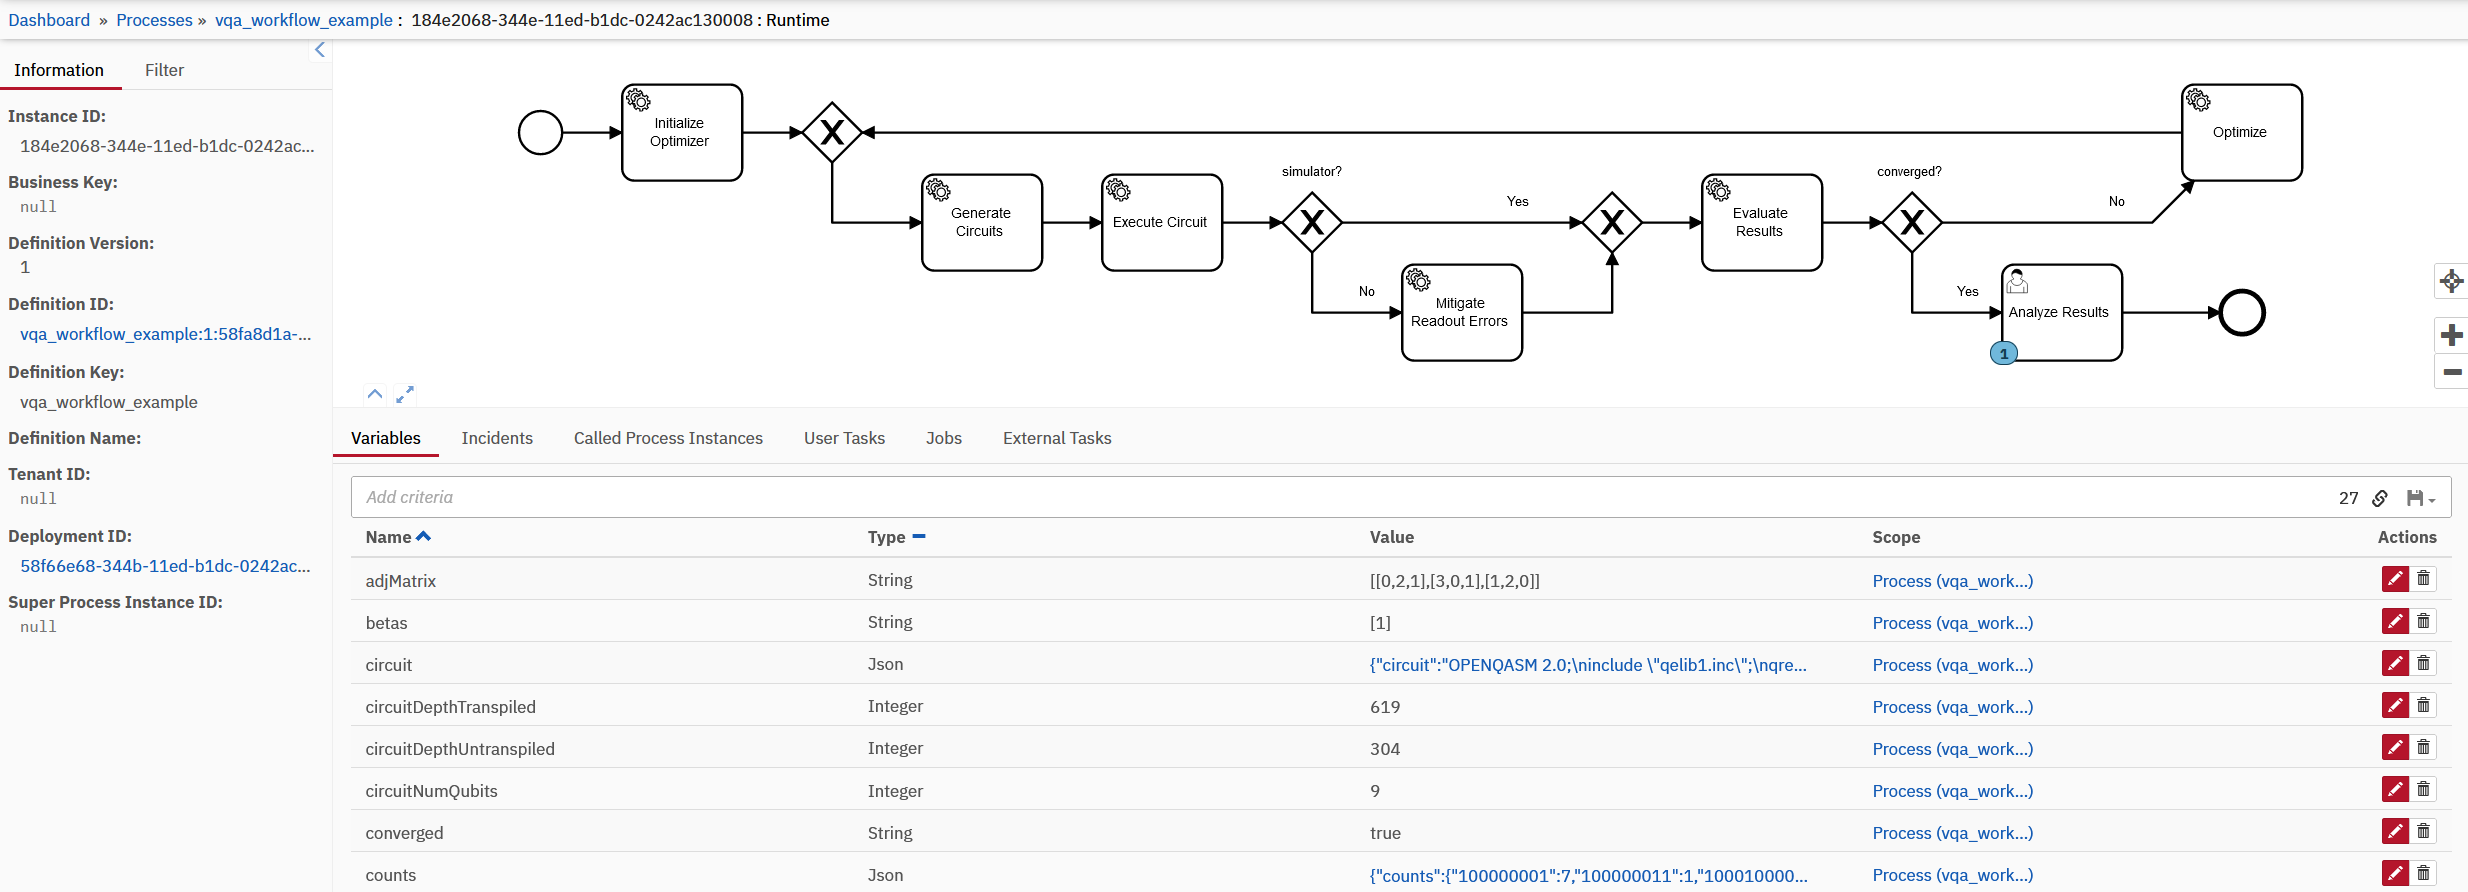 Dashboard » Processes » vqa_workflow_example : 184e2068-344e-11ed-b1dc-0242ac130008 : Runtime
Information Filter
Instance ID:
184e2068-344e-11ed-b1dc-0242ac...
Business Key:
null
Definition Version:
1
Definition ID:
vqa_workflow_example:1:58fa8d1a-...
Definition Key:
vqa_workflow_example
Definition Name:
Tenant ID:
null
Deployment ID:
58f66e68-344b-11ed-b1dc-0242ac...
Super Process Instance ID:
null
Initialize
Optimizer
X
Generate
Circuits
Execute Circuit
simulator?
X
Yes
No
Mitigate
Readout Errors
X
Evaluate
Results
converged?
X
No
Yes
Optimize
Analyze Results
1
Variables Incidents Called Process Instances User Tasks Jobs External Tasks
Add criteria 27
Name Type Value Scope Actions
adjMatrix String [[0,2,1],[3,0,1],[1,2,0]] Process (vqa_work...)
betas String [1] Process (vqa_work...)
circuit Json {"circuit":"OPENQASM 2.0;\ninclude \"qelib1.inc\";\nqre... Process (vqa_work...)
circuitDepthTranspiled Integer 619 Process (vqa_work...)
circuitDepthUntranspiled Integer 304 Process (vqa_work...)
circuitNumQubits Integer 9 Process (vqa_work...)
converged String true Process (vqa_work...)
counts Json {"counts":{"100000001":7,"100000011":1,"100010000... Process (vqa_work...)